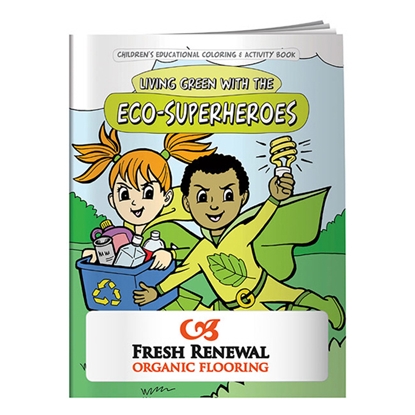 CHILDREN'S EDUCATIONAL COLORING & ACTIVITY BOOK
LIVING GREEN WITH THE
ECO-SUPERHEROES
G
FRESH RENEWAL
ORGANIC FLOORING